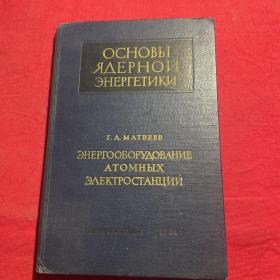 ОСНОВЫ
ЯДЕРНОЙ
ЭНЕРГЕТИКИ
Г. А. МАТВЕЕВ
ЭНЕРГООБОРУДОВАНИЕ
АТОМНЫХ
ЭЛЕКТРОСТАНЦИЙ